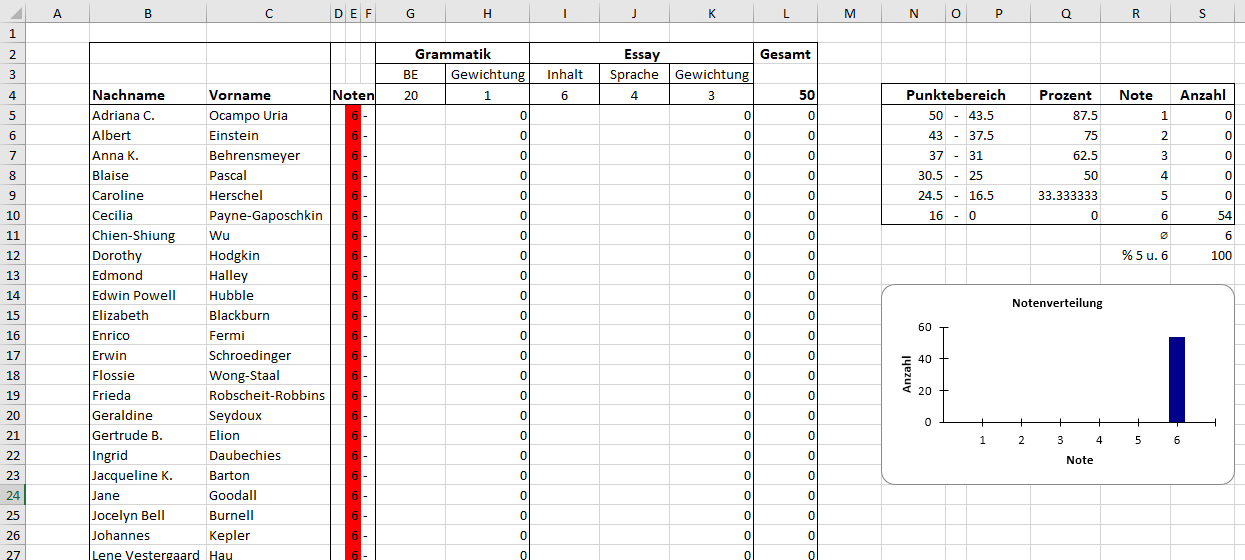 A B C D E F G H I J K L M N O P Q R S
1
2 Grammatik Essay Gesamt
3 BE Gewichtung Inhalt Sprache Gewichtung
4 Nachname Vorname Noten 20 1 6 4 3 50 Punktebereich Prozent Note Anzahl
5 Adriana C. Ocampo Uria 6 - 0 0 0 50 - 43.5 87.5 1 0
6 Albert Einstein 6 - 0 0 0 43 - 37.5 75 2 0
7 Anna K. Behrensmeyer 6 - 0 0 0 37 - 31 62.5 3 0
8 Blaise Pascal 6 - 0 0 0 30.5 - 25 50 4 0
9 Caroline Herschel 6 - 0 0 0 24.5 - 16.5 33.333333 5 0
10 Cecilia Payne-Gaposchkin 6 - 0 0 0 16 - 0 0 6 54
11 Chien-Shiung Wu 6 - 0 0 0 ⌀ 6
12 Dorothy Hodgkin 6 - 0 0 0 % 5 u. 6 100
13 Edmond Halley 6 - 0 0 0
14 Edwin Powell Hubble 6 - 0 0 0
15 Elizabeth Blackburn 6 - 0 0 0
16 Enrico Fermi 6 - 0 0 0
17 Erwin Schroedinger 6 - 0 0 0
18 Flossie Wong-Staal 6 - 0 0 0
19 Frieda Robscheit-Robbins 6 - 0 0 0
20 Geraldine Seydoux 6 - 0 0 0
21 Gertrude B. Elion 6 - 0 0 0
22 Ingrid Daubechies 6 - 0 0 0
23 Jacqueline K. Barton 6 - 0 0 0
24 Jane Goodall 6 - 0 0 0
25 Jocelyn Bell Burnell 6 - 0 0 0
26 Johannes Kepler 6 - 0 0 0
27 Lene Vestergaard Hau 6 - 0 0 0
Notenverteilung
Anzahl
60
40
20
0
1 2 3 4 5 6
Note